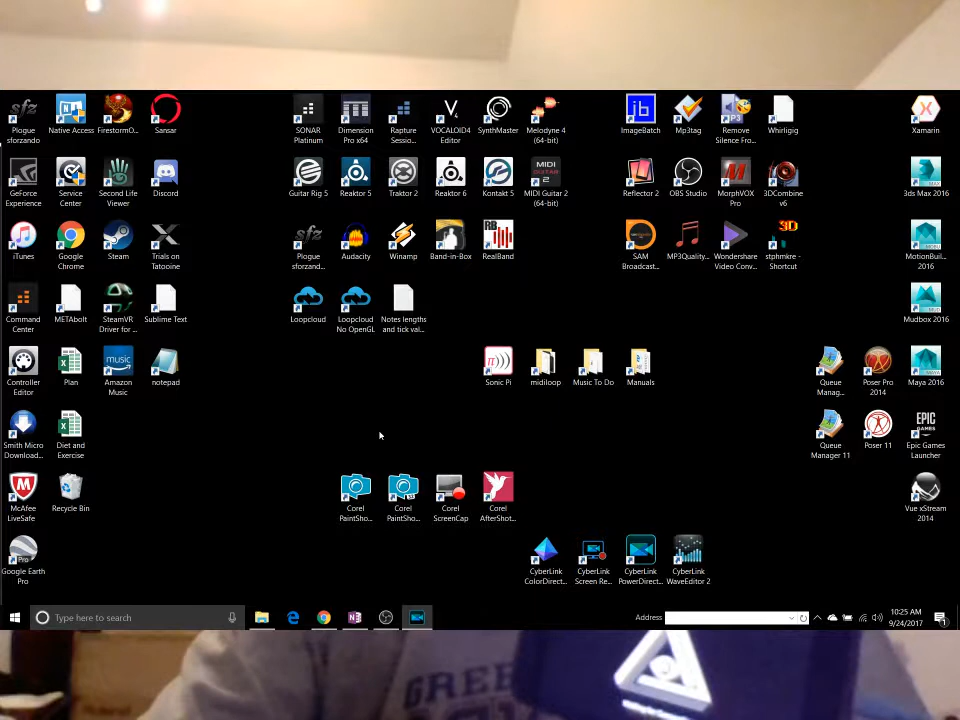 Plogue
sforzando
Native Access
FirestormO...
Sansar
SONAR
Platinum
Dimension
Pro x64
Rapture
Sessio...
VOCALOID4
Editor
SynthMaster
Melodyne 4
(64-bit)
ImageBatch
Mp3tag
Remove
Silence Fro...
Whirligig
Xamarin
GeForce
Experience
Service
Center
Second Life
Viewer
Discord
Guitar Rig 5
Reaktor 5
Traktor 2
Reaktor 6
Kontakt 5
MIDI Guitar 2
(64-bit)
Reflector 2
OBS Studio
MorphVOX
Pro
3DCombine
v6
3ds Max 2016
iTunes
Google
Chrome
Steam
Trials on
Tatooine
Plogue
sforzand...
Audacity
Winamp
Band-in-Box
RealBand
SAM
Broadcast...
MP3Quality...
Wondershare
Video Conv...
stphmkre -
Shortcut
MotionBuil...
2016
Command
Center
METAbolt
SteamVR
Driver for ...
Sublime Text
Loopcloud
Loopcloud
No OpenGL
Notes lengths
and tick val...
Mudbox 2016
Controller
Editor
Plan
Amazon
Music
notepad
Sonic Pi
midiloop
Music To Do
Manuals
Queue
Manag...
Poser Pro
2014
Maya 2016
Smith Micro
Download...
Diet and
Exercise
Queue
Manager 11
Poser 11
Epic Games
Launcher
McAfee
LiveSafe
Recycle Bin
Corel
PaintSho...
Corel
PaintSho...
Corel
ScreenCap
Corel
AfterShot...
Vue xStream
2014
Google Earth
Pro
CyberLink
ColorDirect...
CyberLink
Screen Re...
CyberLink
PowerDirect...
CyberLink
WaveEditor 2
Type here to search
Address
10:25 AM
9/24/2017
GREE